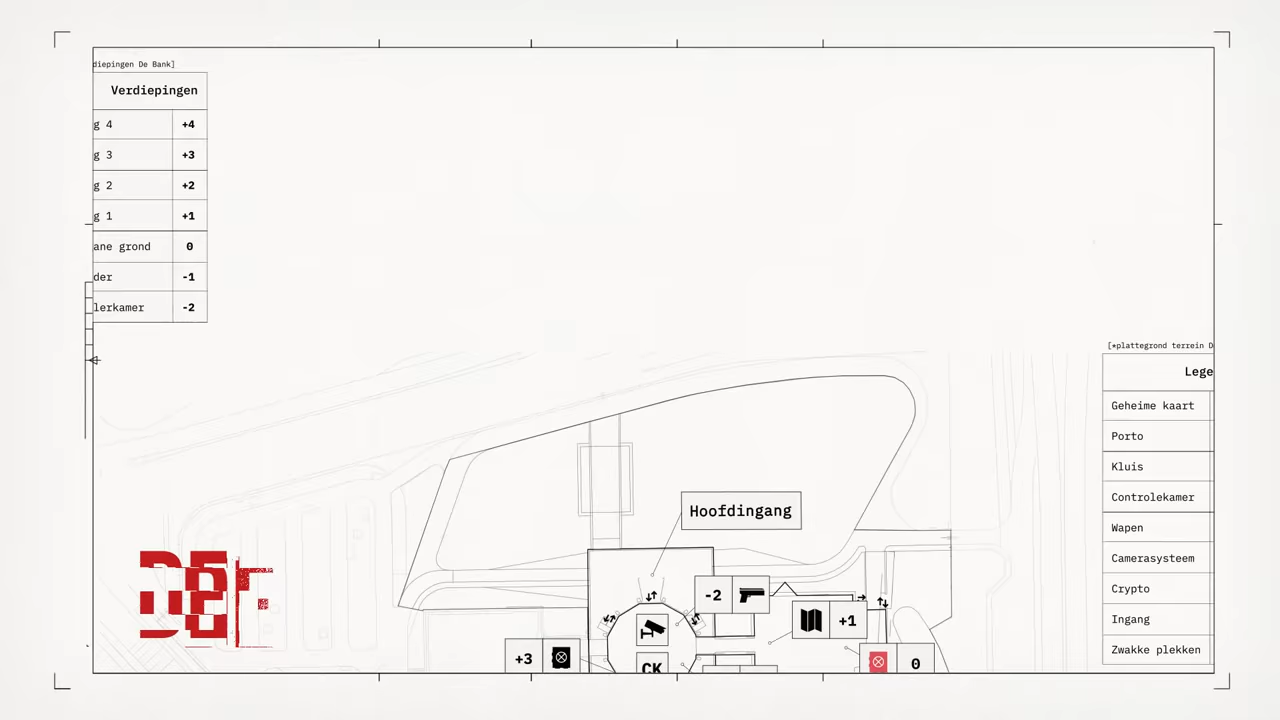 diepingen De Bank]
Verdiepingen
g 4 +4
g 3 +3
g 2 +2
g 1 +1
ane grond 0
der -1
lerkamer -2
[*plattegrond terrein D
Lege
Geheime kaart
Porto
Kluis
Controlekamer
Wapen
Camerasysteem
Crypto
Ingang
Zwakke plekken
Hoofdingang
-2
+1
+3
CK
0